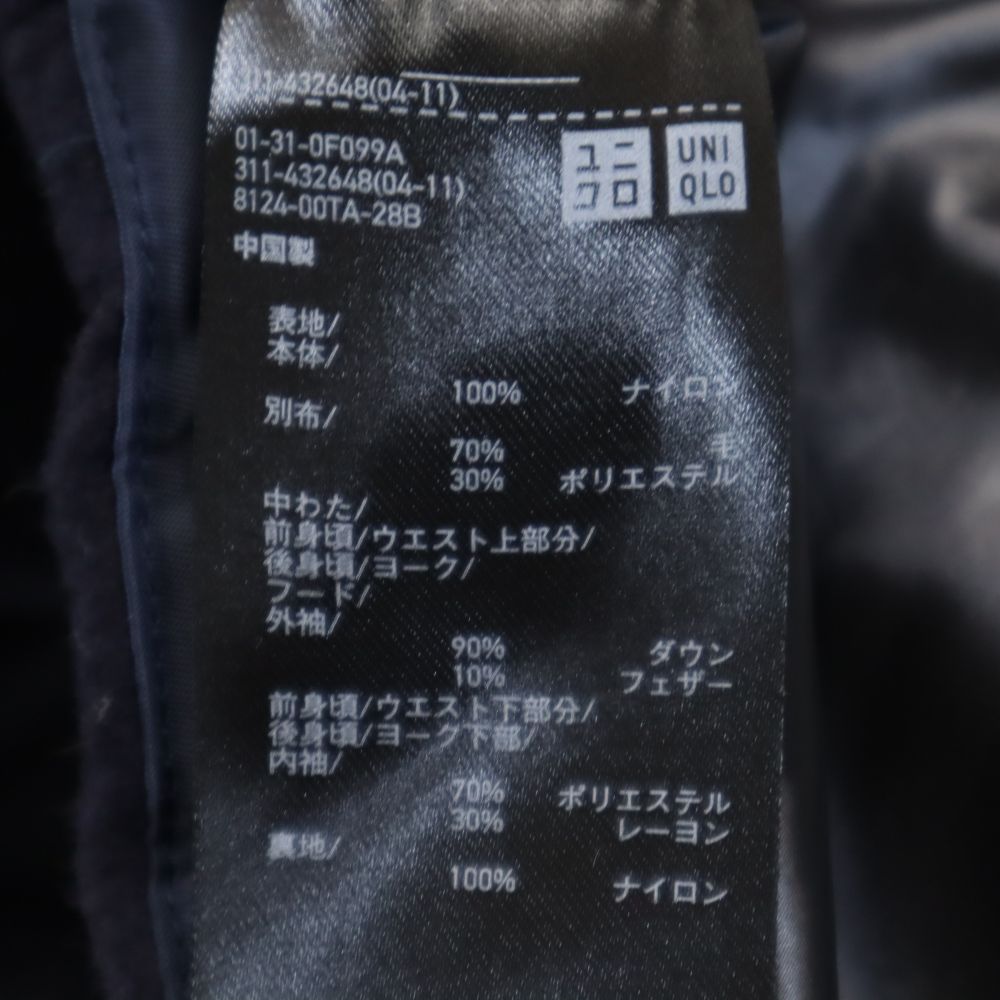 311-432648(04-11)
01-31-0F099A
311-432648(04-11)
8124-00TA-28B
中国製
ユニ
クロ
UNI
QLO
表地/
本体/
100% ナイロン
別布/
70% 毛
30% ポリエステル
中わた/
前身頃/ウエスト上部分/
後身頃/ヨーク/
フード/
外袖/
90% ダウン
10% フェザー
前身頃/ウエスト下部分/
後身頃/ヨーク下部/
内袖/
70% ポリエステル
30% レーヨン
裏地/
100% ナイロン